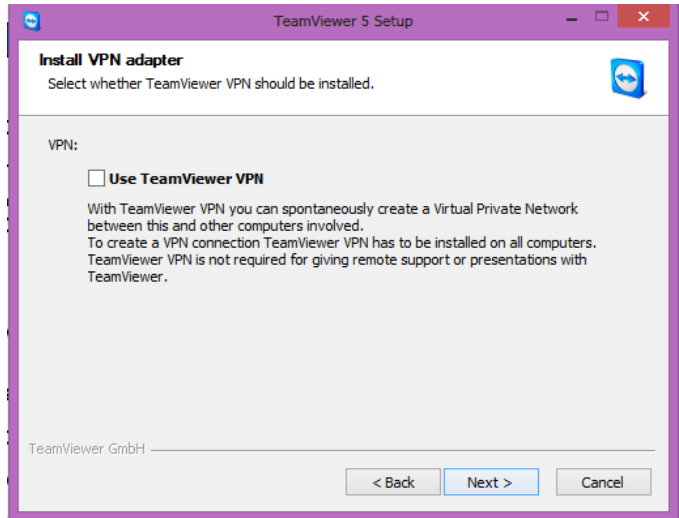 TeamViewer 5 Setup
Install VPN adapter
Select whether TeamViewer VPN should be installed.
VPN:
Use TeamViewer VPN
With TeamViewer VPN you can spontaneously create a Virtual Private Network
between this and other computers involved.
To create a VPN connection TeamViewer VPN has to be installed on all computers.
TeamViewer VPN is not required for giving remote support or presentations with
TeamViewer.
TeamViewer GmbH
< Back Next > Cancel